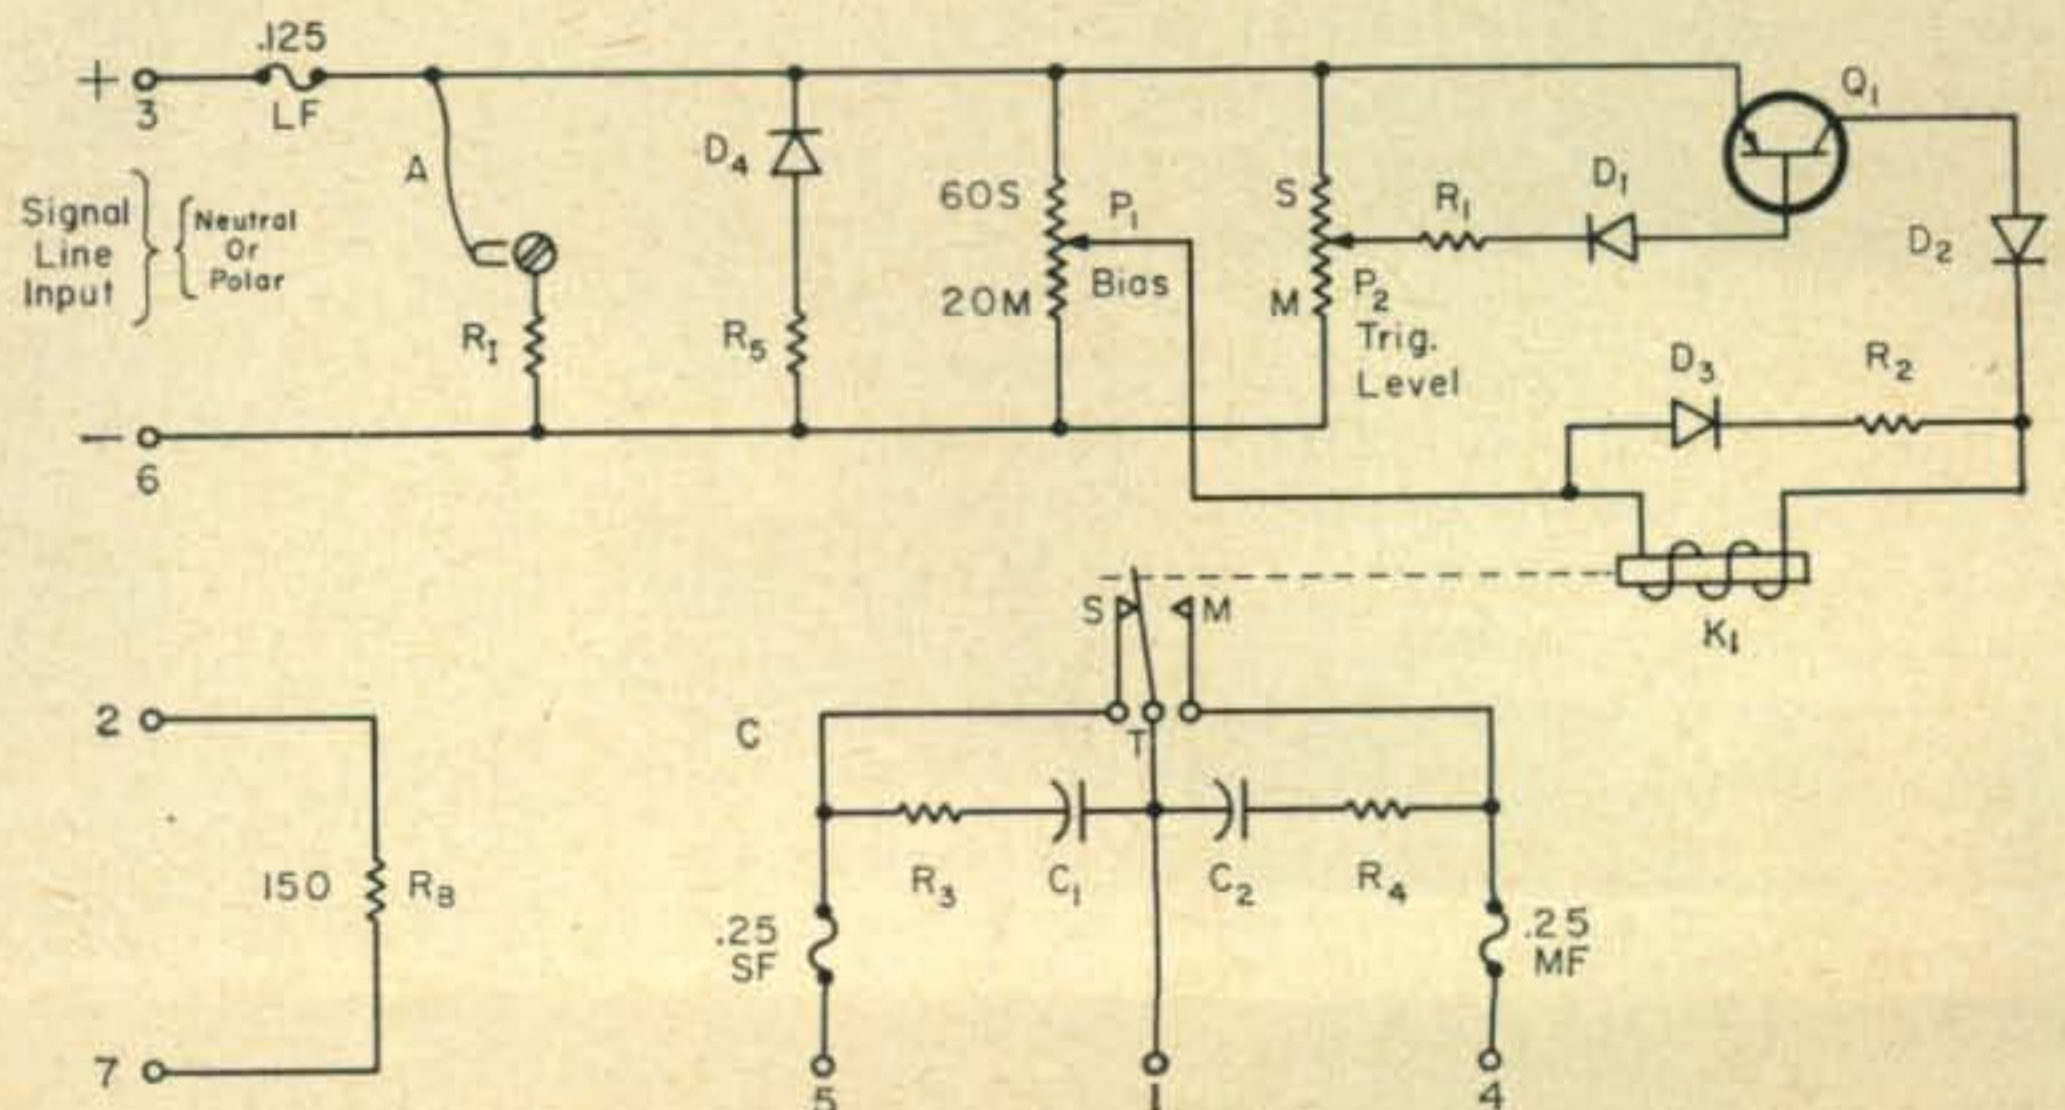 .125
+
3
LF
Signal
Line
Input
Neutral
Or
Polar
A
R1
D4
R5
60S
20M
P1
Bias
S
M
P2
Trig.
Level
R1
D1
Q1
D2
D3
R2
K1
−
6
S
M
T
C
2
7
150
RB
R3
C1
C2
R4
.25
SF
.25
MF
5
1
4